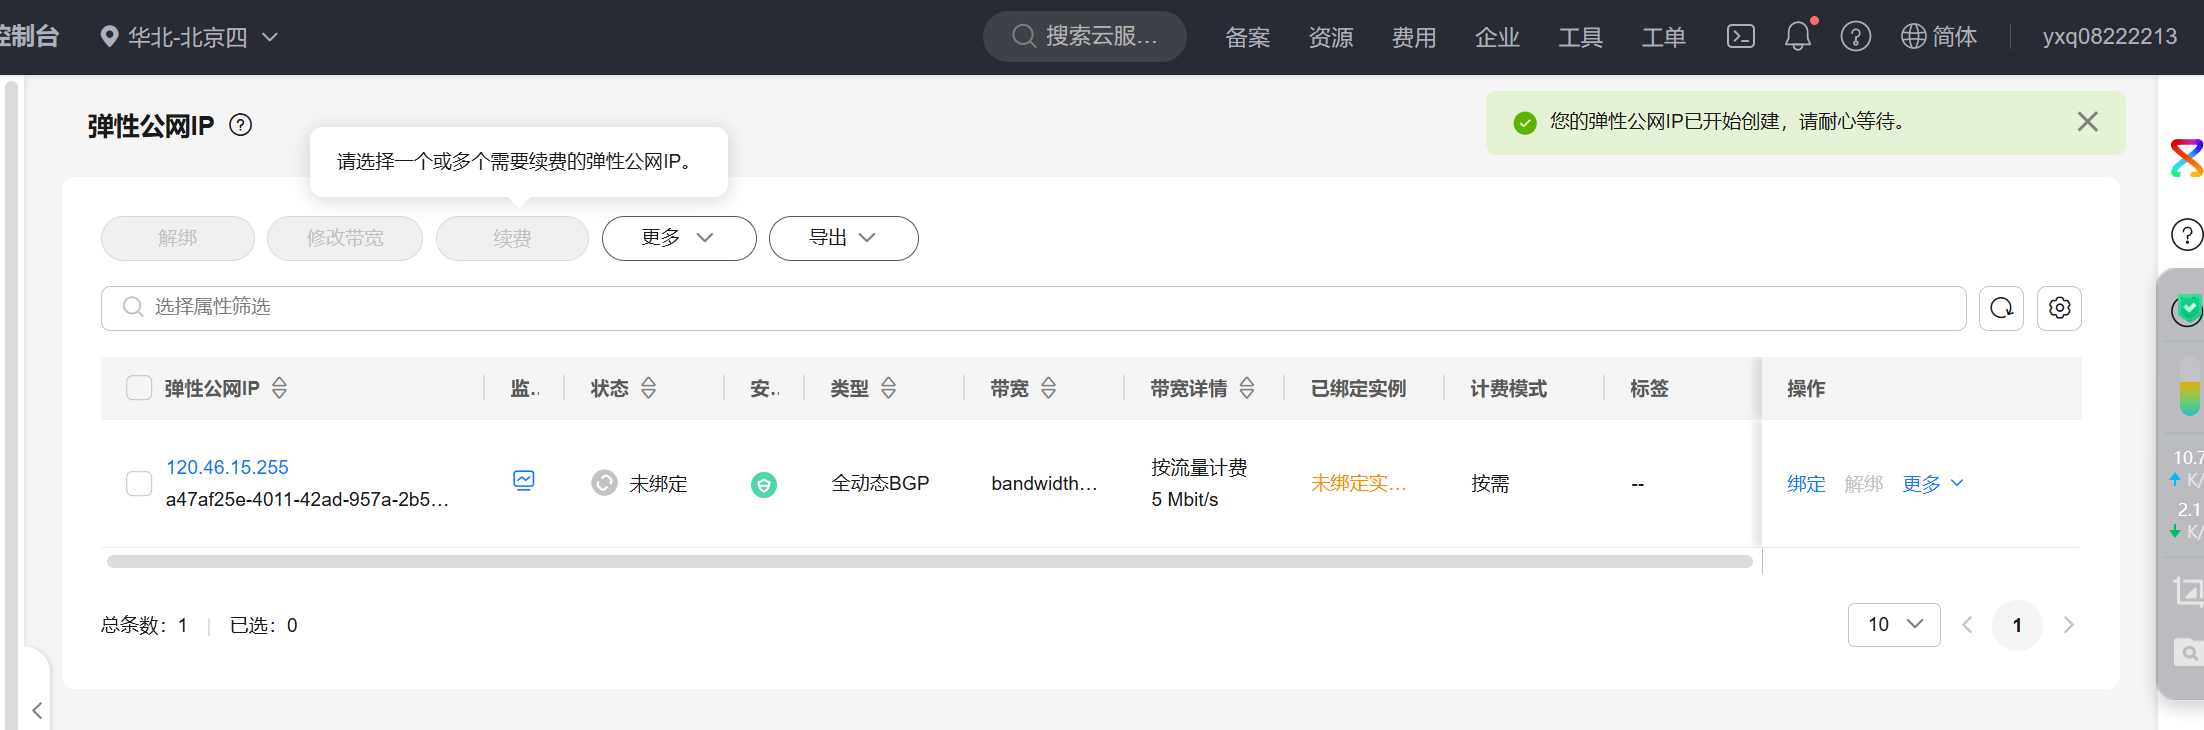 控制台
华北-北京四
搜索云服...
备案
资源
费用
企业
工具
工单
简体
yxq08222213
弹性公网IP
您的弹性公网IP已开始创建，请耐心等待。
请选择一个或多个需要续费的弹性公网IP。
解绑
修改带宽
续费
更多
导出
选择属性筛选
弹性公网IP
监..
状态
安..
类型
带宽
带宽详情
已绑定实例
计费模式
标签
操作
120.46.15.255
a47af25e-4011-42ad-957a-2b5...
未绑定
全动态BGP
bandwidth...
按流量计费
5 Mbit/s
未绑定实...
按需
--
绑定
解绑
更多
10.7
K/
2.1
K/
总条数：1
已选：0
10
1